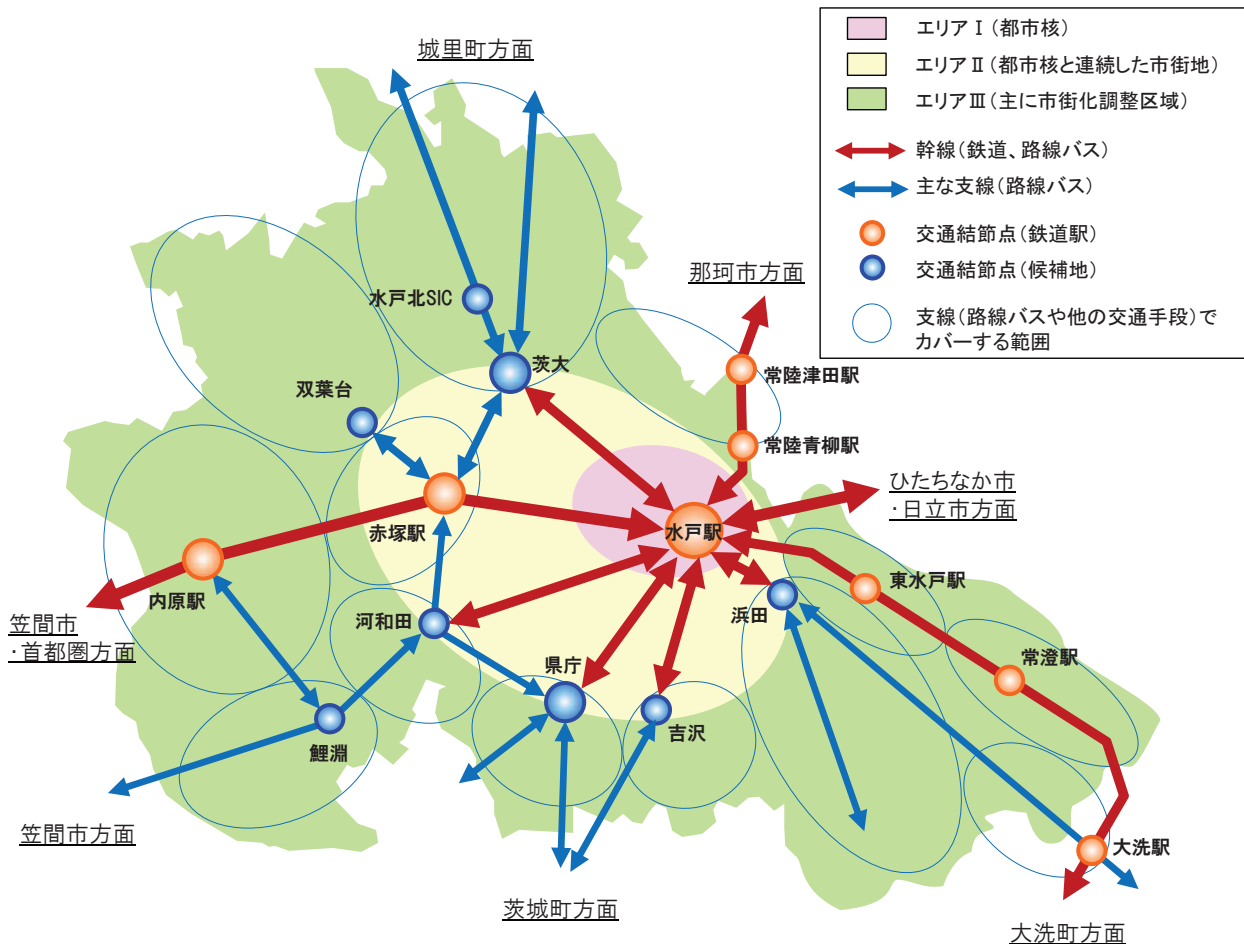 城里町方面
エリアⅠ(都市核)
エリアⅡ(都市核と連続した市街地)
エリアⅢ(主に市街化調整区域)
幹線(鉄道、路線バス)
主な支線(路線バス)
交通結節点(鉄道駅)
交通結節点(候補地)
支線(路線バスや他の交通手段)で
カバーする範囲
那珂市方面
水戸北SIC
茨大
常陸津田駅
双葉台
常陸青柳駅
ひたちなか市
・日立市方面
赤塚駅
水戸駅
東水戸駅
内原駅
河和田
浜田
笠間市
・首都圏方面
県庁
常澄駅
吉沢
鯉淵
笠間市方面
大洗駅
茨城町方面
大洗町方面